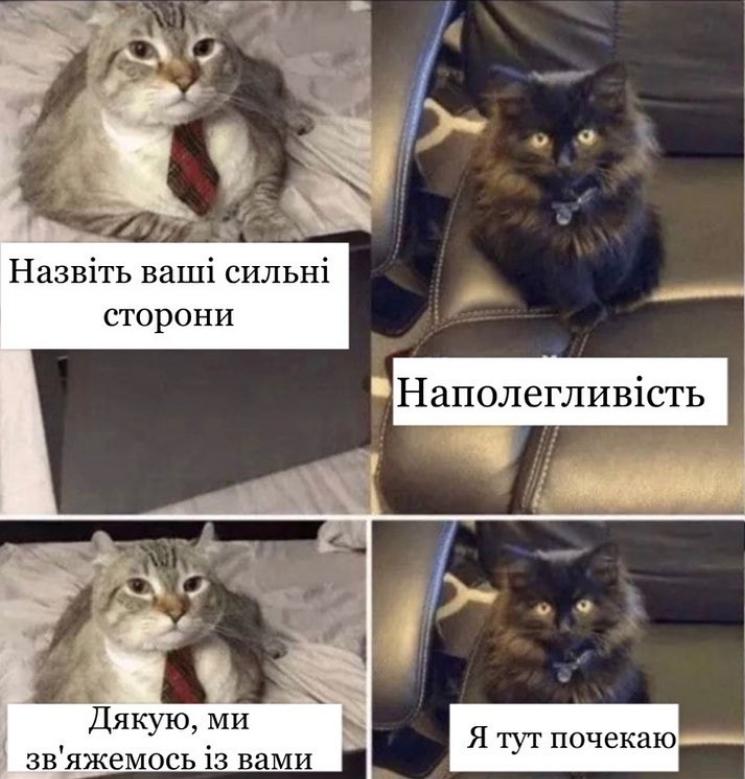 Назвіть ваші сильні
сторони
Наполегливість
Дякую, ми
зв'яжемось із вами
Я тут почекаю